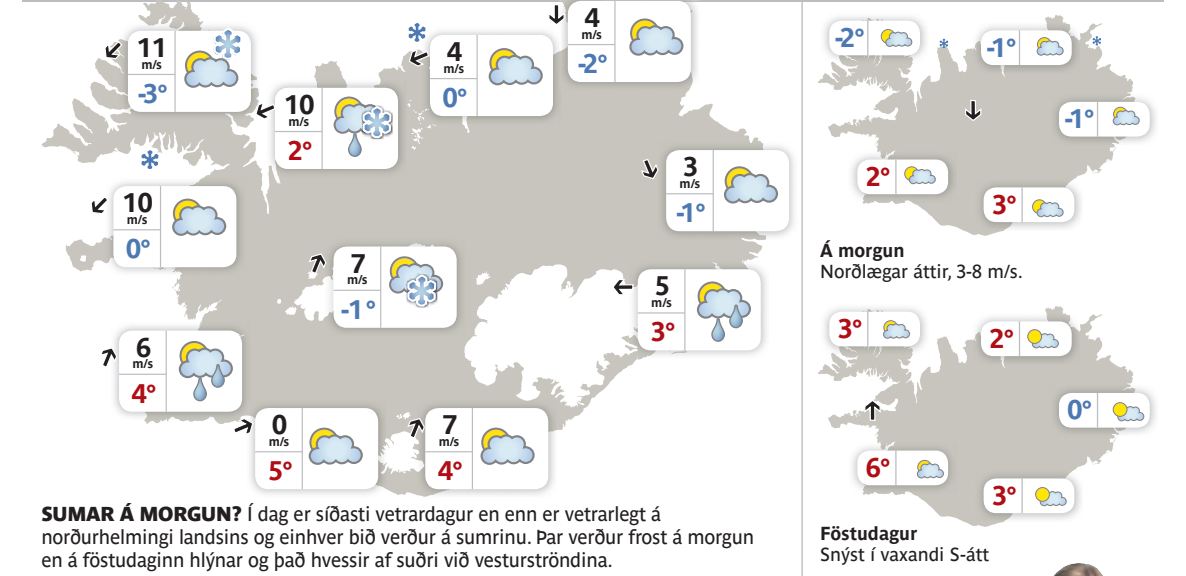 4
m/s
-2°
11
m/s
-3°
4
m/s
0°
10
m/s
2°
3
m/s
-1°
10
m/s
0°
7
m/s
-1°
5
m/s
3°
6
m/s
4°
0
m/s
5°
7
m/s
4°
SUMAR Á MORGUN? Í dag er síðasti vetrardagur en enn er vetrarlegt á
norðurhelmingi landsins og einhver bið verður á sumrinu. Þar verður frost á morgun
en á föstudaginn hlýnar og það hvessir af suðri við vesturströndina.
-2°
-1°
-1°
2°
3°
Á morgun
Norðlægar áttir, 3-8 m/s.
3°
2°
0°
6°
3°
Föstudagur
Snýst í vaxandi S-átt